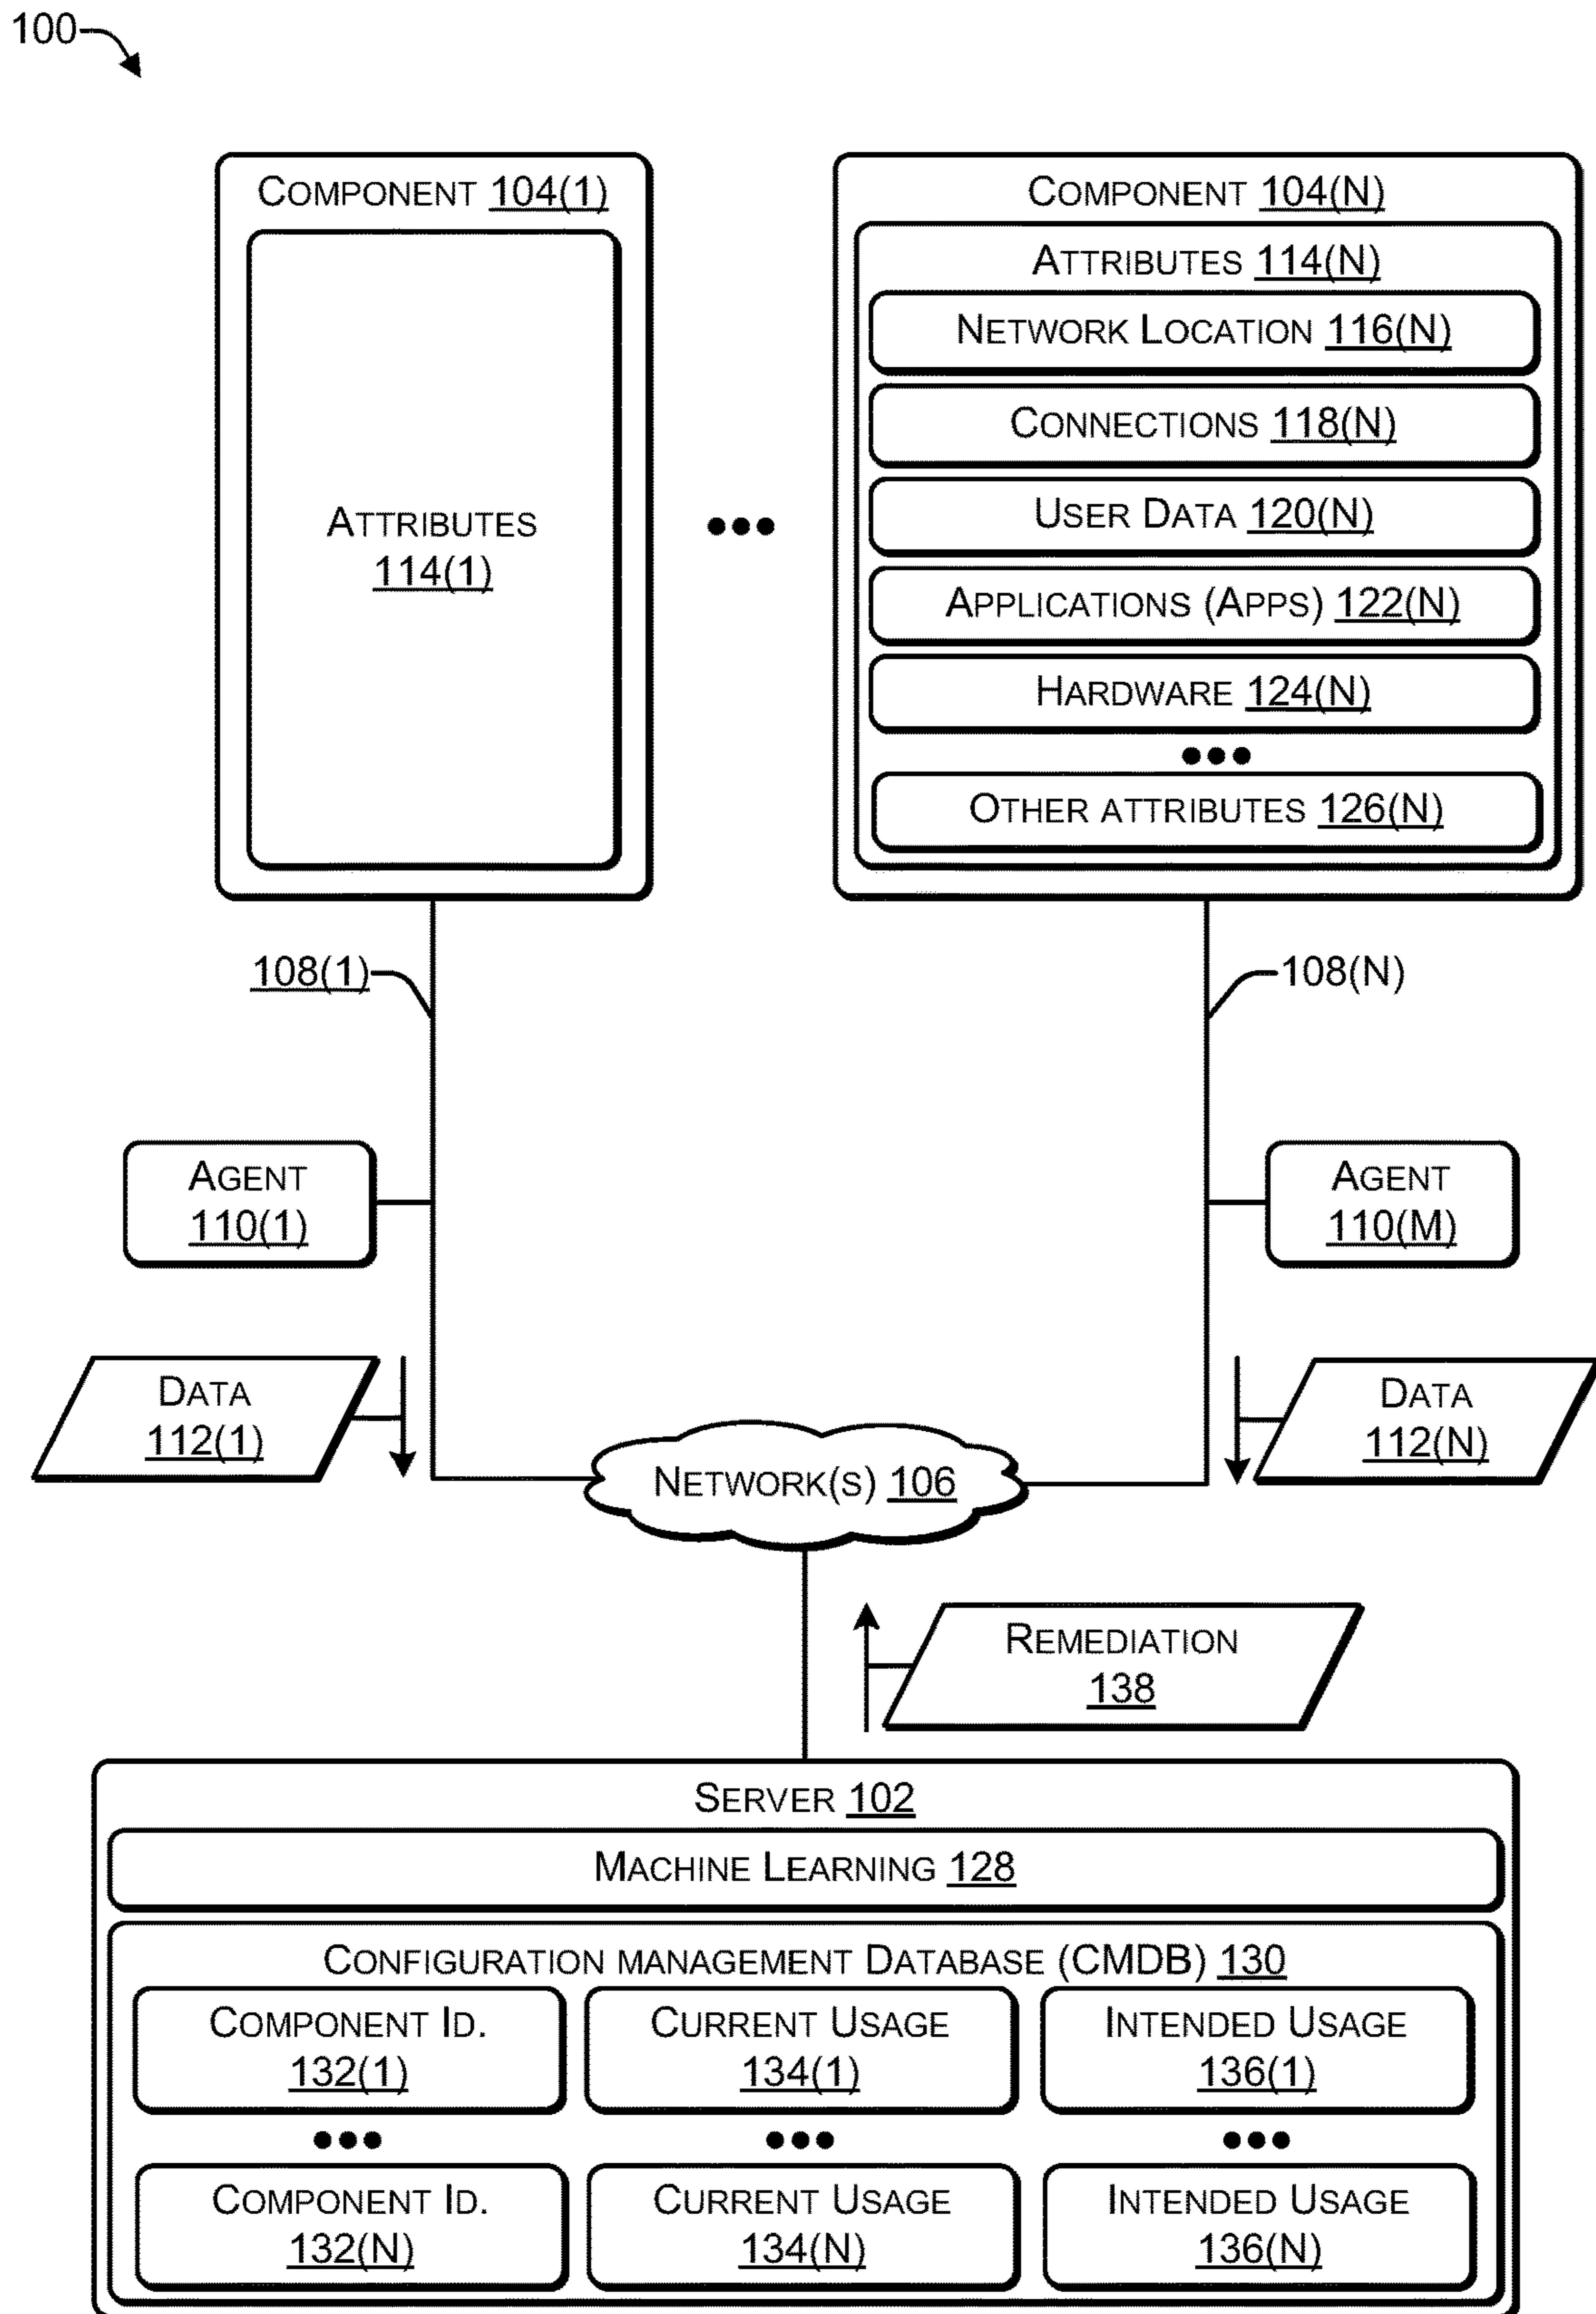 100
COMPONENT 104(1)
ATTRIBUTES
114(1)
COMPONENT 104(N)
ATTRIBUTES 114(N)
NETWORK LOCATION 116(N)
CONNECTIONS 118(N)
USER DATA 120(N)
APPLICATIONS (APPS) 122(N)
HARDWARE 124(N)
OTHER ATTRIBUTES 126(N)
108(1)
108(N)
AGENT
110(1)
AGENT
110(M)
DATA
112(1)
DATA
112(N)
NETWORK(S) 106
REMEDIATION
138
SERVER 102
MACHINE LEARNING 128
CONFIGURATION MANAGEMENT DATABASE (CMDB) 130
COMPONENT ID.
132(1)
CURRENT USAGE
134(1)
INTENDED USAGE
136(1)
COMPONENT ID.
132(N)
CURRENT USAGE
134(N)
INTENDED USAGE
136(N)